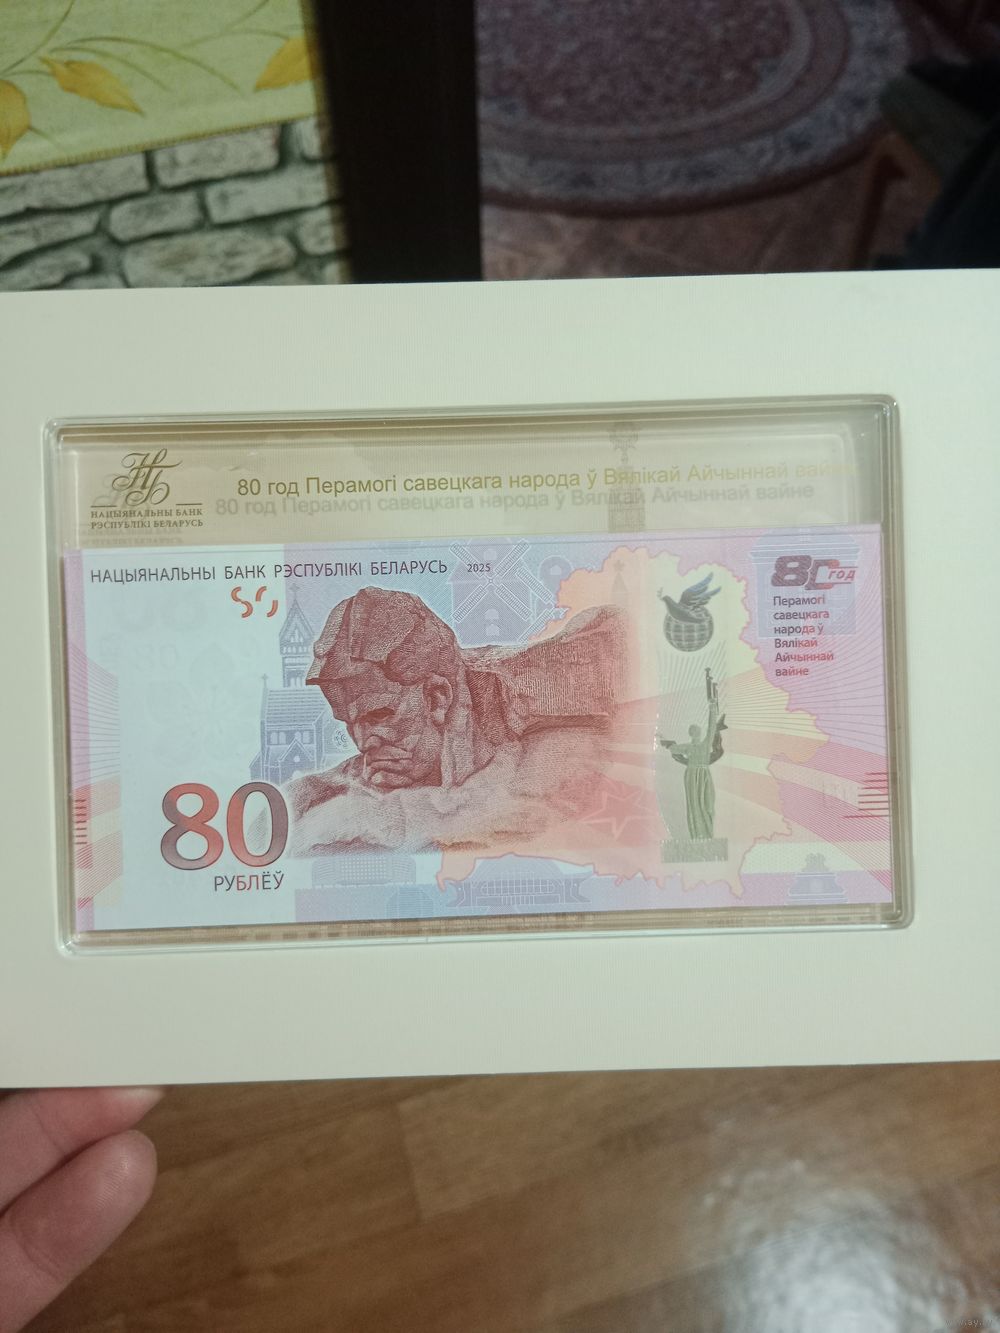 80 год Перамогі савецкага народа ў Вялікай Айчыннай вайне
80 год Перамогі савецкага народа ў Вялікай Айчыннай вайне
НБ
НАЦЫЯНАЛЬНЫ БАНК
РЭСПУБЛІКІ БЕЛАРУСЬ
НАЦЫЯНАЛЬНЫ БАНК РЭСПУБЛІКІ БЕЛАРУСЬ 2025
80 год
Перамогі
савецкага
народа ў
Вялікай
Айчыннай
вайне
80
РУБЛЁЎ